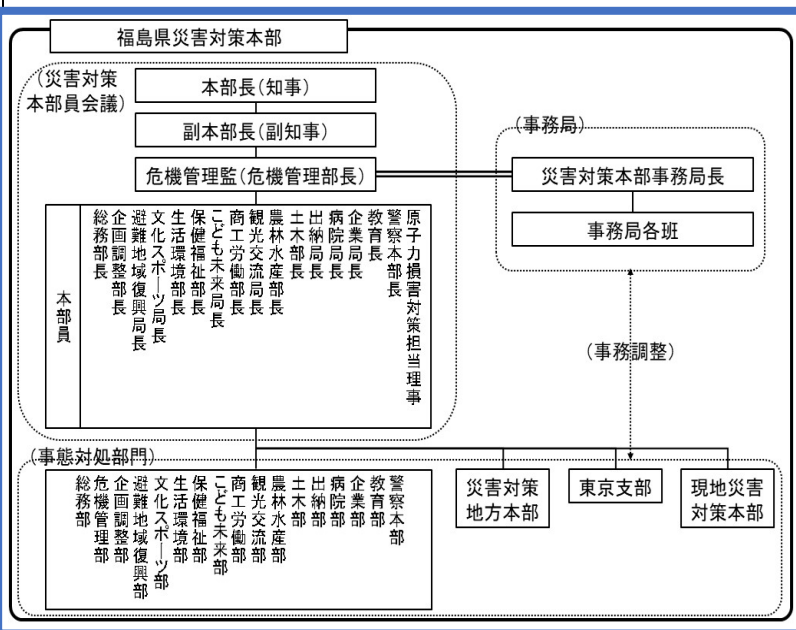 福島県災害対策本部
（災害対策
本部員会議）
本部長（知事）
副本部長（副知事）
危機管理監（危機管理部長）
（事務局）
災害対策本部事務局長
事務局各班
本部員
総務部長
企画調整部長
避難地域復興局長
文化スポーツ局長
生活環境部長
保健福祉部長
こども未来局長
商工労働部長
観光交流局長
農林水産部長
土木部長
出納局長
病院局長
企業局長
教育長
警察本部長
原子力損害対策担当理事
（事務調整）
（事態対処部門）
総務部
危機管理部
企画調整部
避難地域復興部
文化スポーツ部
生活環境部
保健福祉部
こども未来部
商工労働部
観光交流部
農林水産部
土木部
出納部
病院部
企業部
教育部
警察本部
災害対策
地方本部
東京支部
現地災害
対策本部